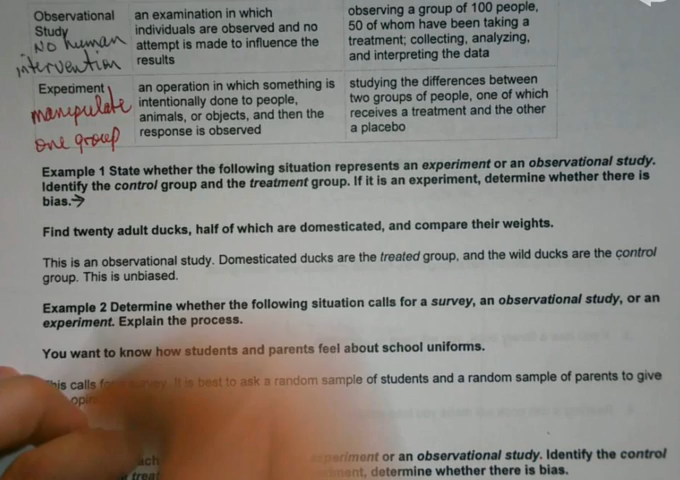 Observational an examination in which observing a group of 100 people,
Study individuals are observed and no 50 of whom have been taking a
No human attempt is made to influence the treatment; collecting, analyzing,
intervention results and interpreting the data
Experiment an operation in which something is studying the differences between
manipulate intentionally done to people, two groups of people, one of which
animals, or objects, and then the receives a treatment and the other
one group response is observed a placebo
Example 1 State whether the following situation represents an experiment or an observational study.
Identify the control group and the treatment group. If it is an experiment, determine whether there is
bias.→
Find twenty adult ducks, half of which are domesticated, and compare their weights.
This is an observational study. Domesticated ducks are the treated group, and the wild ducks are the control
group. This is unbiased.
Example 2 Determine whether the following situation calls for a survey, an observational study, or an
experiment. Explain the process.
You want to know how students and parents feel about school uniforms.
his calls for a survey. It is best to ask a random sample of students and a random sample of parents to give
opin
ach experiment or an observational study. Identify the control
treat ment, determine whether there is bias.